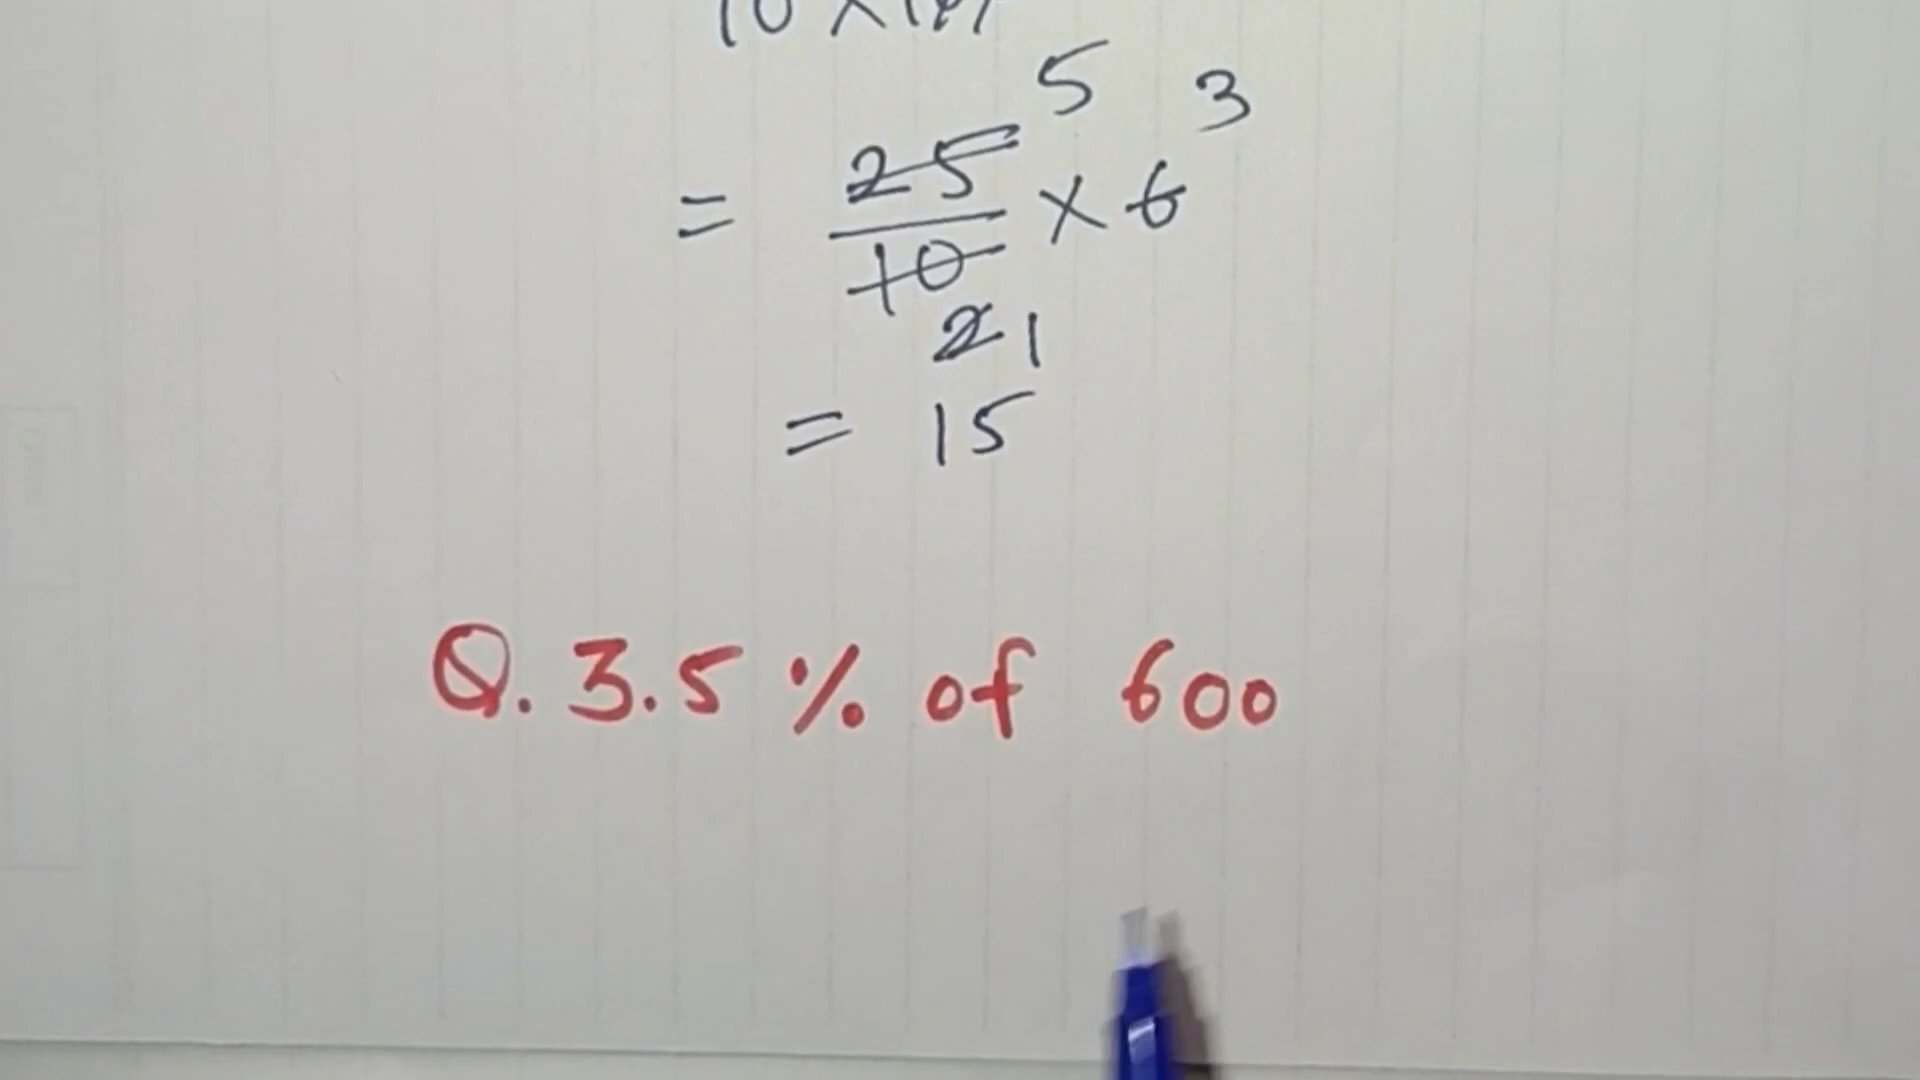 5 3
= 25/10 × 6
2 1
= 15
Q. 3.5 % of 600